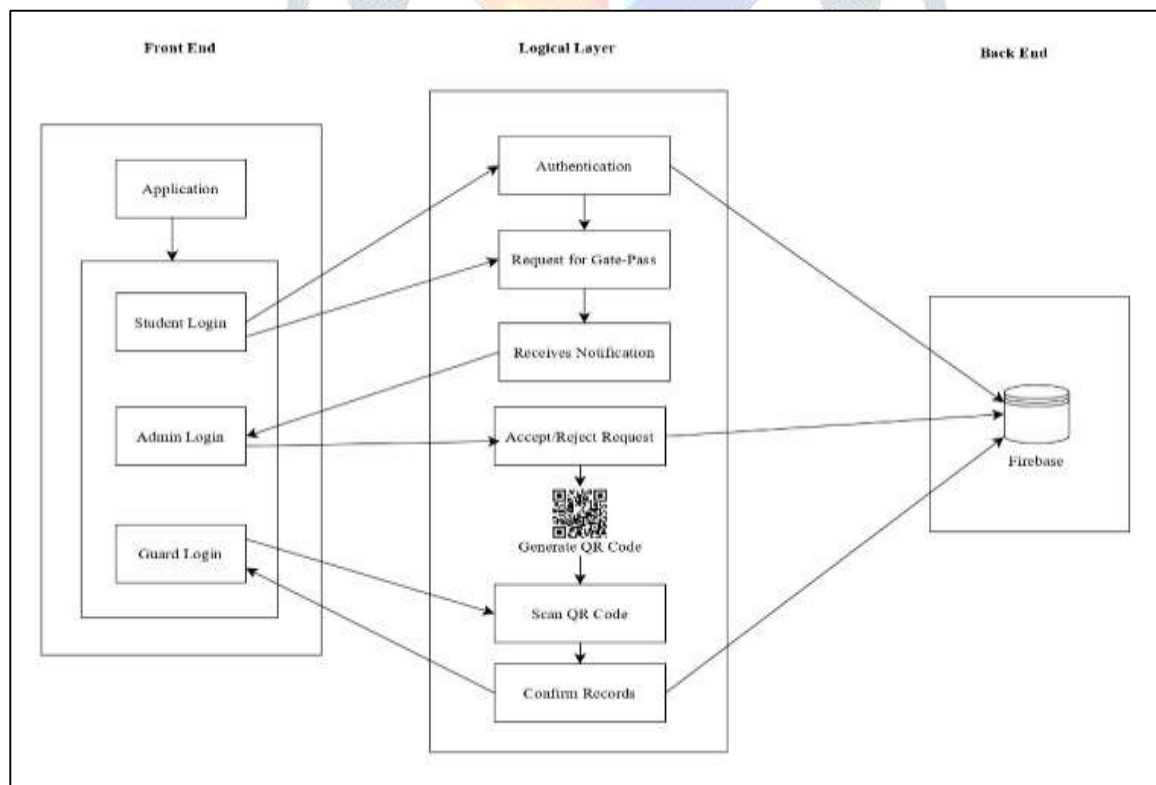 Front End
Logical Layer
Back End
Application
Student Login
Admin Login
Guard Login
Authentication
Request for Gate-Pass
Receives Notification
Accept/Reject Request
Generate QR Code
Scan QR Code
Confirm Records
Firebase